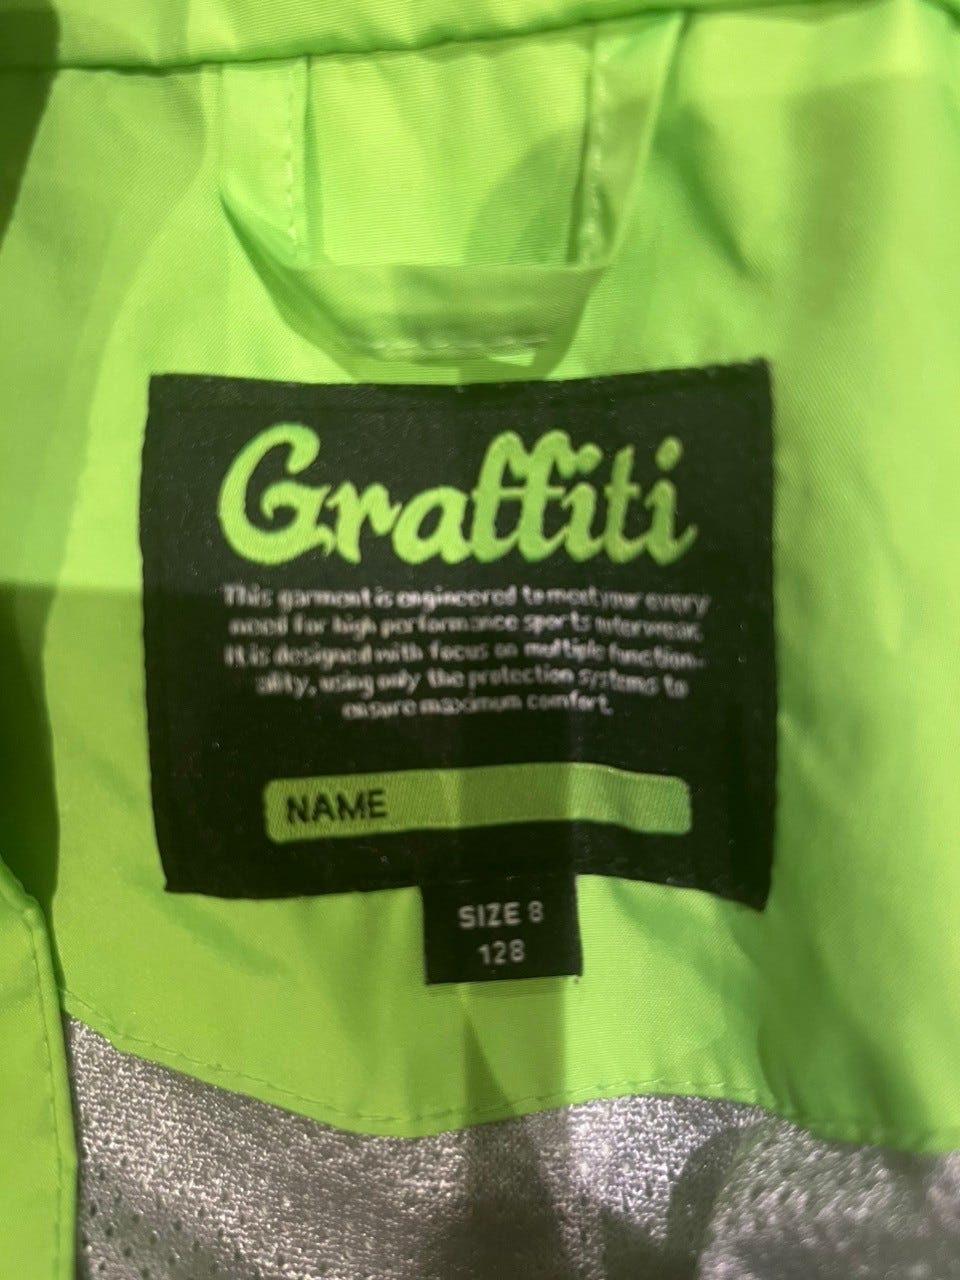 Graffiti
This garment is engineered to meet your every
need for high performance sports
It is designed with focus on multiple function-
ality, using only the protection systems to
ensure maximum comfort.
NAME
SIZE 8
128